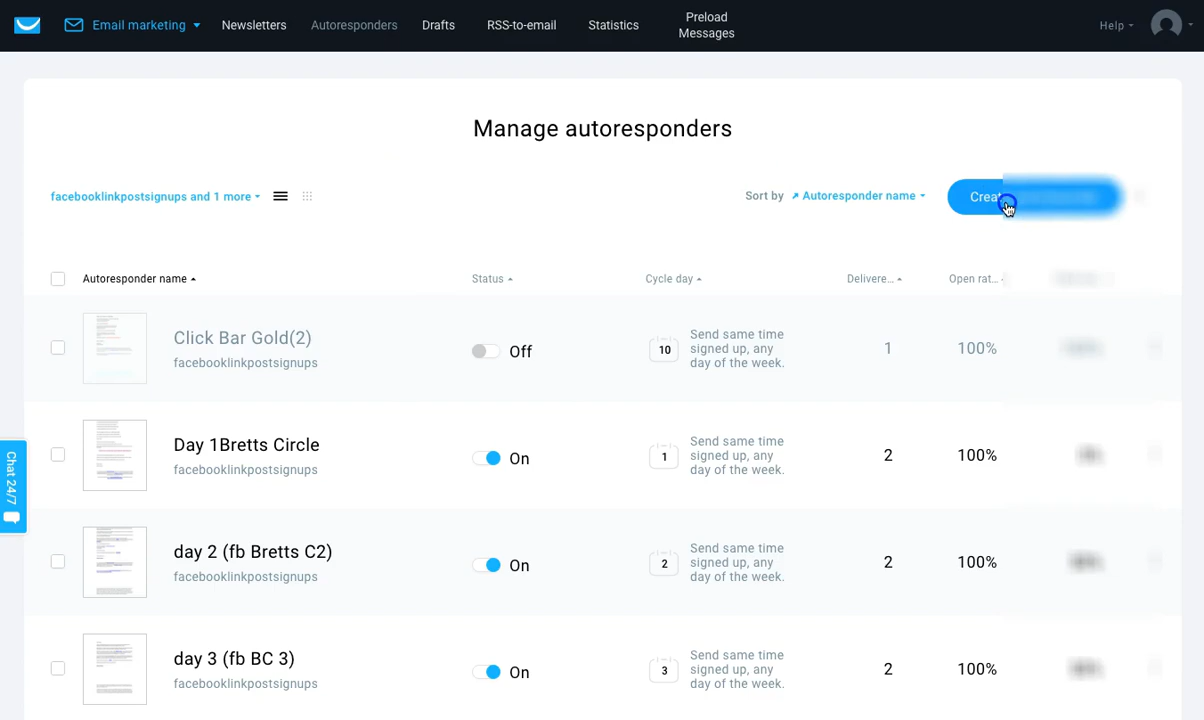 Email marketing Newsletters Autoresponders Drafts RSS-to-email Statistics Preload Messages Help
Manage autoresponders
facebooklinkpostsignups and 1 more Sort by Autoresponder name
Autoresponder name Status Cycle day Delivere... Open rat...
Click Bar Gold(2)
facebooklinkpostsignups
Off
10
Send same time
signed up, any
day of the week.
1
100%
Day 1Bretts Circle
facebooklinkpostsignups
On
1
Send same time
signed up, any
day of the week.
2
100%
day 2 (fb Bretts C2)
facebooklinkpostsignups
On
2
Send same time
signed up, any
day of the week.
2
100%
day 3 (fb BC 3)
facebooklinkpostsignups
On
3
Send same time
signed up, any
day of the week.
2
100%
Chat 24/7